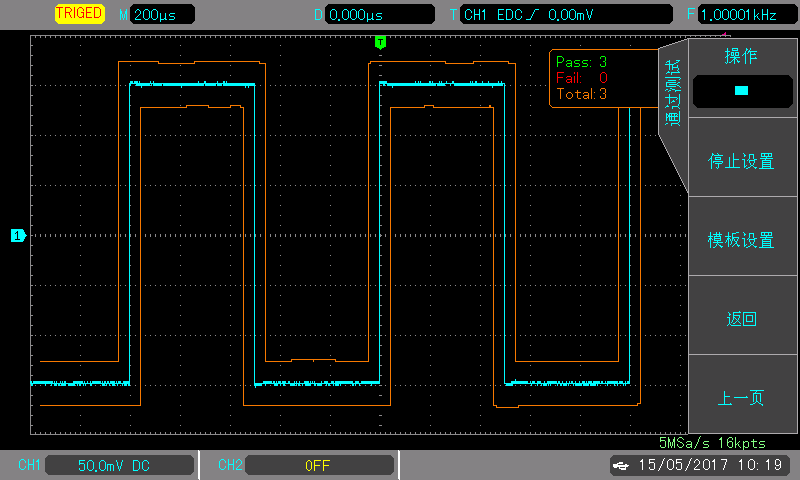 TRIGED M 200µs D 0.000µs T CH1 EDC 0.00mV F 1.00001kHz
T
Pass: 3
Fail: 0
Total:3
通过测试
操作
停止设置
1
模板设置
返回
上一页
5MSa/s 16kpts
CH1 50.0mV DC CH2 OFF 15/05/2017 10:19